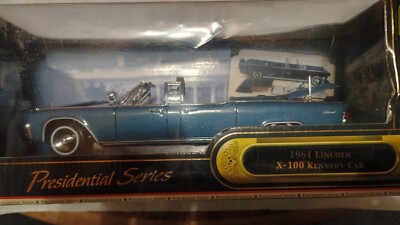 1961 LINCOLN
X-100 KENNEDY CAR
Presidential Series